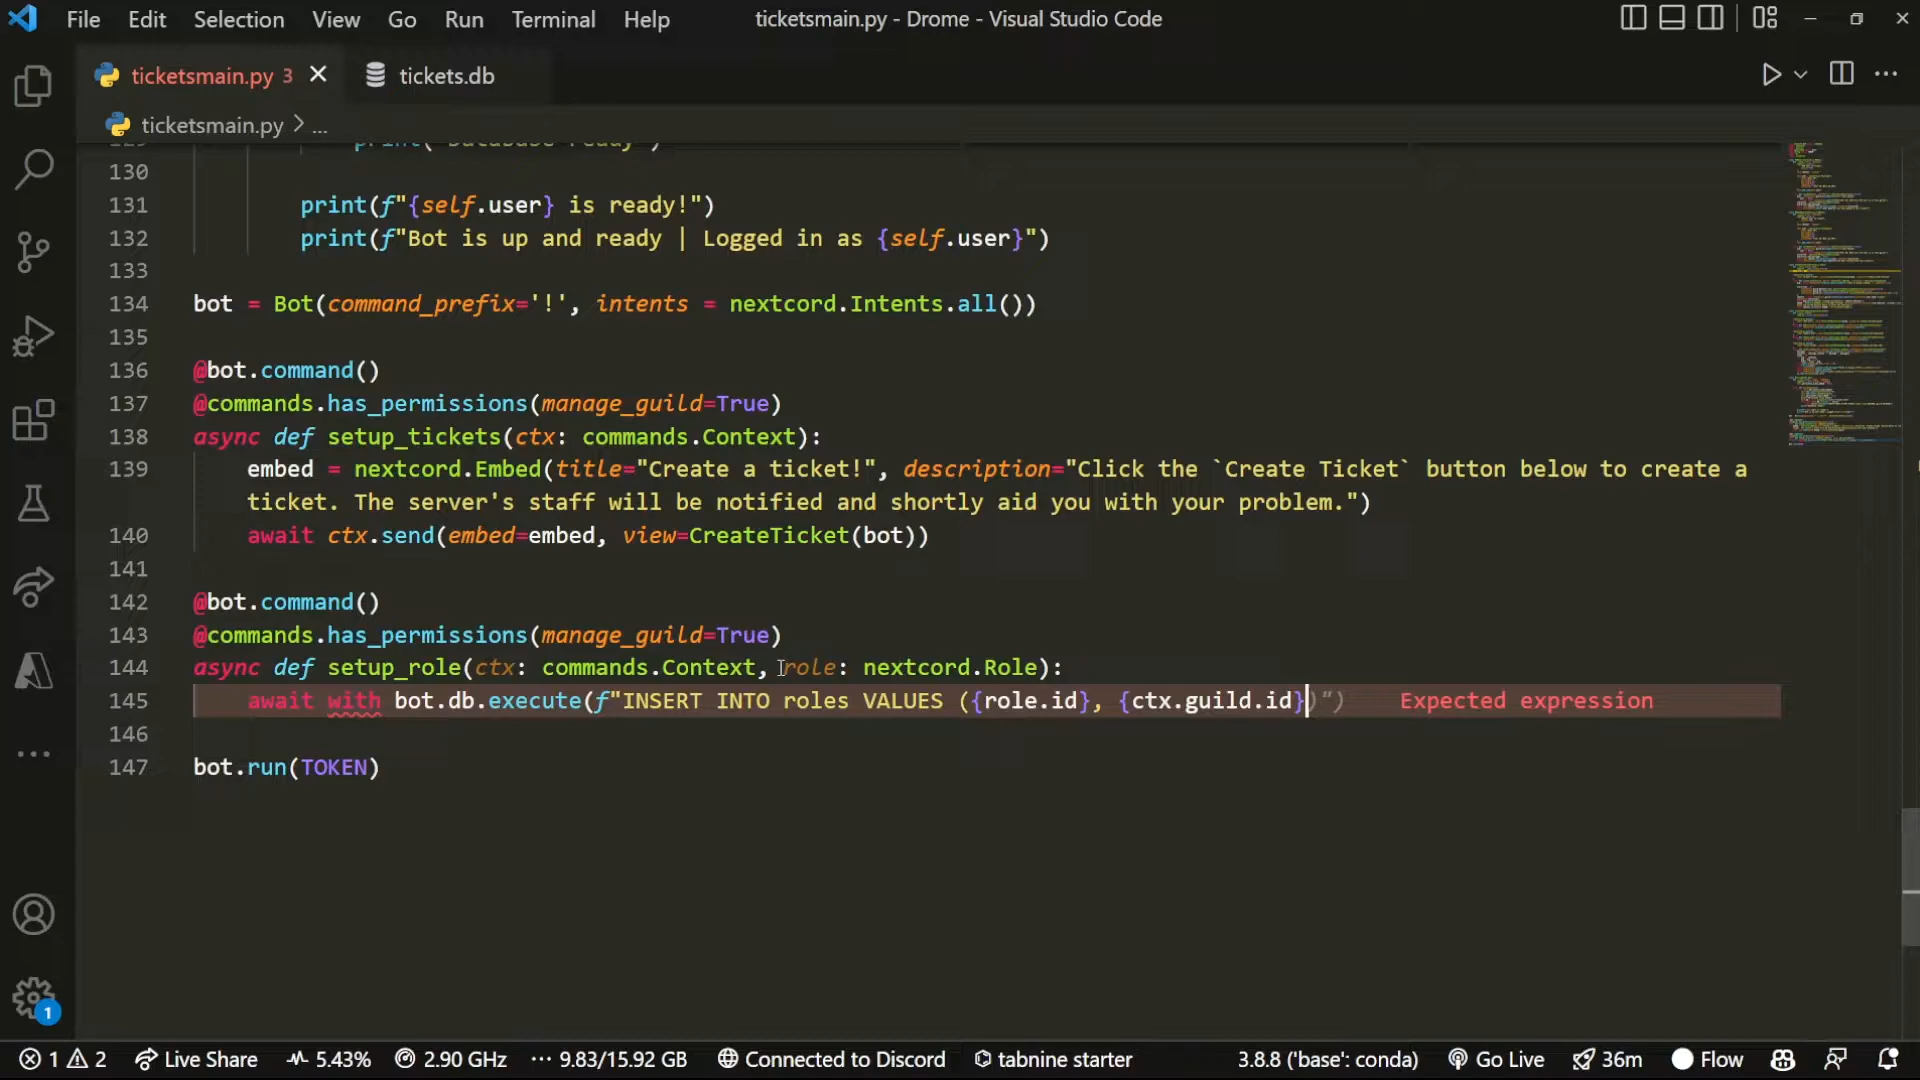 File Edit Selection View Go Run Terminal Help ticketsmain.py - Drome - Visual Studio Code
ticketsmain.py 3 tickets.db
ticketsmain.py > ...
129 print("Database ready")
130
131 print(f"{self.user} is ready!")
132 print(f"Bot is up and ready | Logged in as {self.user}")
133
134 bot = Bot(command_prefix='!', intents = nextcord.Intents.all())
135
136 @bot.command()
137 @commands.has_permissions(manage_guild=True)
138 async def setup_tickets(ctx: commands.Context):
139 embed = nextcord.Embed(title="Create a ticket!", description="Click the `Create Ticket` button below to create a
ticket. The server's staff will be notified and shortly aid you with your problem.")
140 await ctx.send(embed=embed, view=CreateTicket(bot))
141
142 @bot.command()
143 @commands.has_permissions(manage_guild=True)
144 async def setup_role(ctx: commands.Context, role: nextcord.Role):
145 await with bot.db.execute(f"INSERT INTO roles VALUES ({role.id}, {ctx.guild.id})") Expected expression
146
147 bot.run(TOKEN)
1
1 2 Live Share 5.43% 2.90 GHz 9.83/15.92 GB Connected to Discord tabnine starter 3.8.8 ('base': conda) Go Live 36m Flow